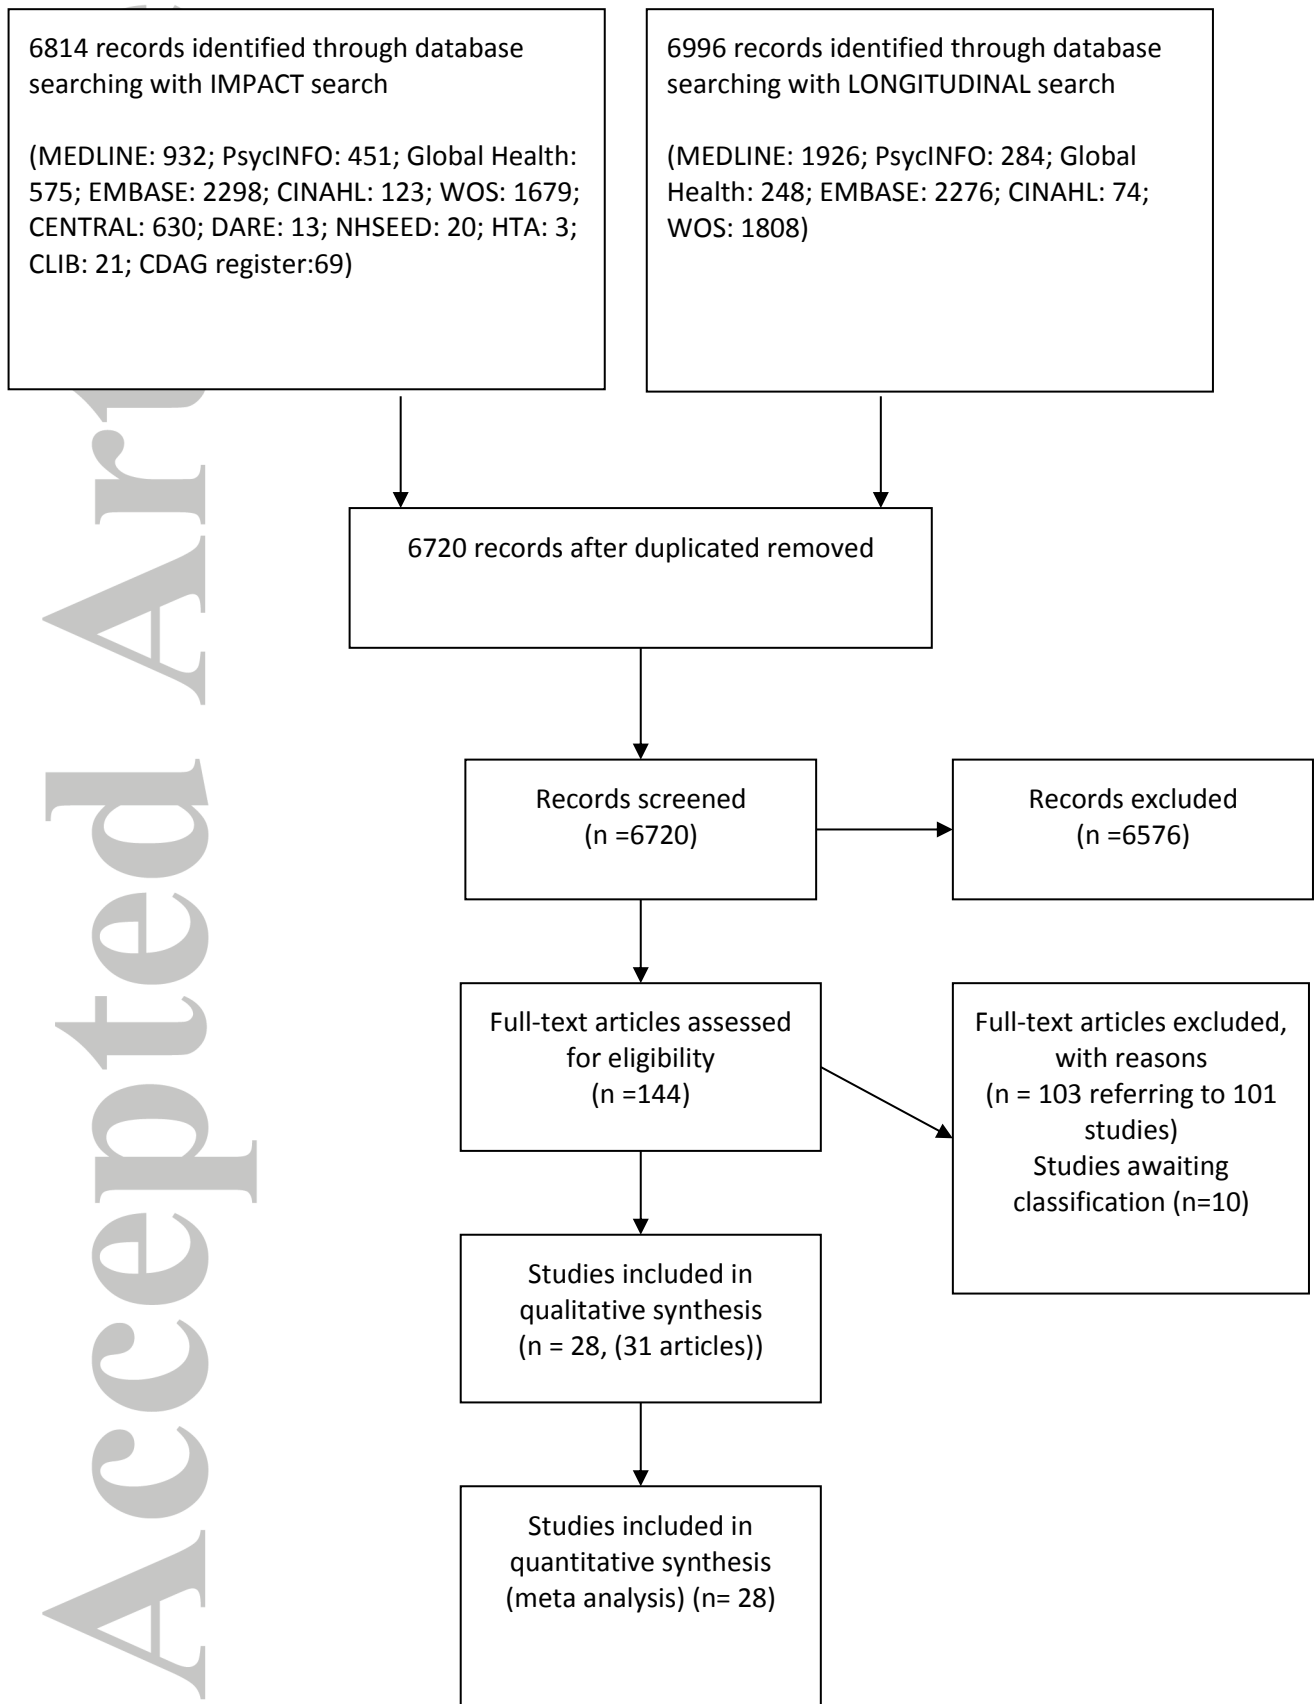 6814 records identified through database
searching with IMPACT search
(MEDLINE: 932; PsycINFO: 451; Global Health:
575; EMBASE: 2298; CINAHL: 123; WOS: 1679;
CENTRAL: 630; DARE: 13; NHSEED: 20; HTA: 3;
CLIB: 21; CDAG register:69)
6996 records identified through database
searching with LONGITUDINAL search
(MEDLINE: 1926; PsycINFO: 284; Global
Health: 248; EMBASE: 2276; CINAHL: 74;
WOS: 1808)
6720 records after duplicated removed
Records screened
(n =6720)
Records excluded
(n =6576)
Full-text articles assessed
for eligibility
(n =144)
Full-text articles excluded,
with reasons
(n = 103 referring to 101
studies)
Studies awaiting
classification (n=10)
Studies included in
qualitative synthesis
(n = 28, (31 articles))
Studies included in
quantitative synthesis
(meta analysis) (n= 28)
Accepted Art